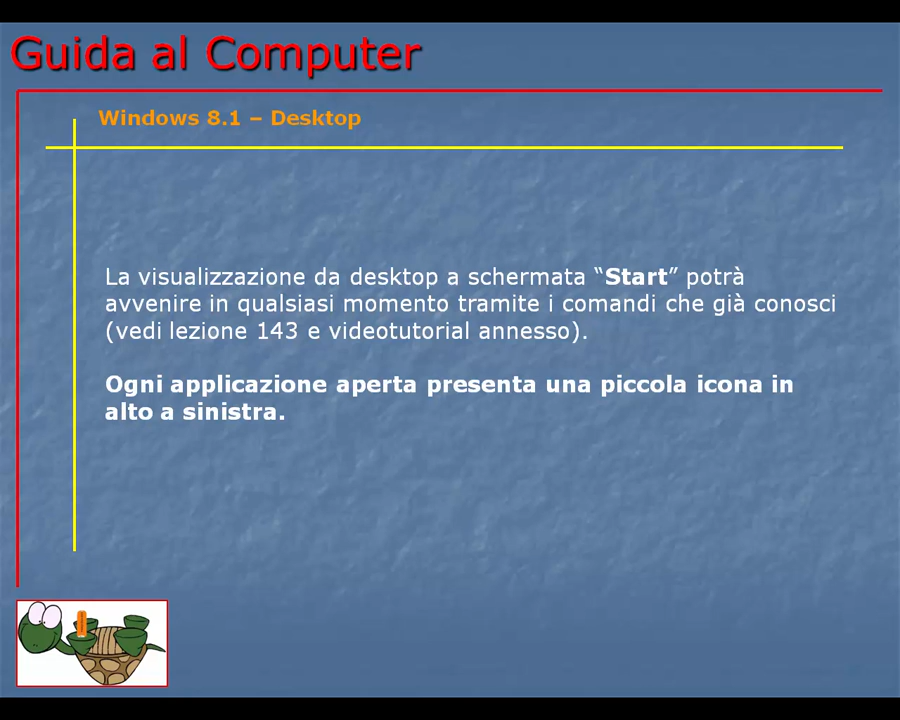 Guida al Computer
Windows 8.1 – Desktop
La visualizzazione da desktop a schermata “Start” potrà
avvenire in qualsiasi momento tramite i comandi che già conosci
(vedi lezione 143 e videotutorial annesso).
Ogni applicazione aperta presenta una piccola icona in
alto a sinistra.